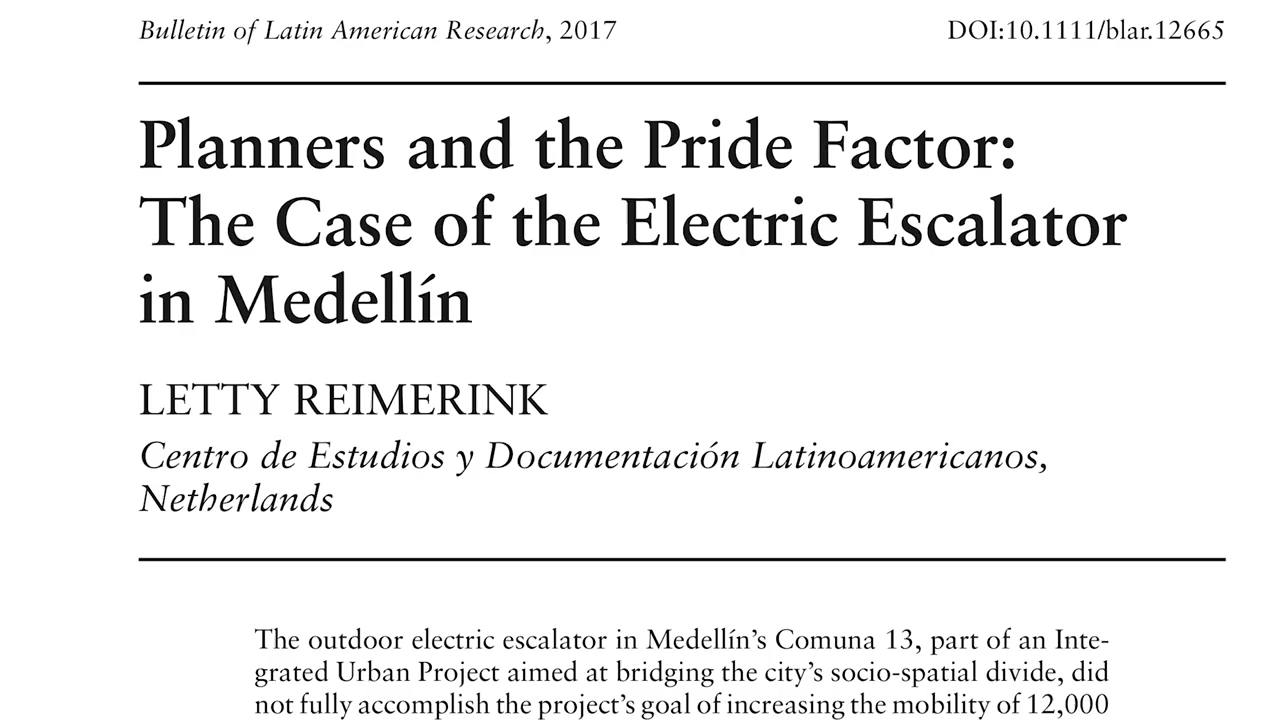 Bulletin of Latin American Research, 2017 DOI:10.1111/blar.12665
Planners and the Pride Factor:
The Case of the Electric Escalator
in Medellín
LETTY REIMERINK
Centro de Estudios y Documentación Latinoamericanos,
Netherlands
The outdoor electric escalator in Medellín's Comuna 13, part of an Inte-
grated Urban Project aimed at bridging the city's socio-spatial divide, did
not fully accomplish the project's goal of increasing the mobility of 12,000